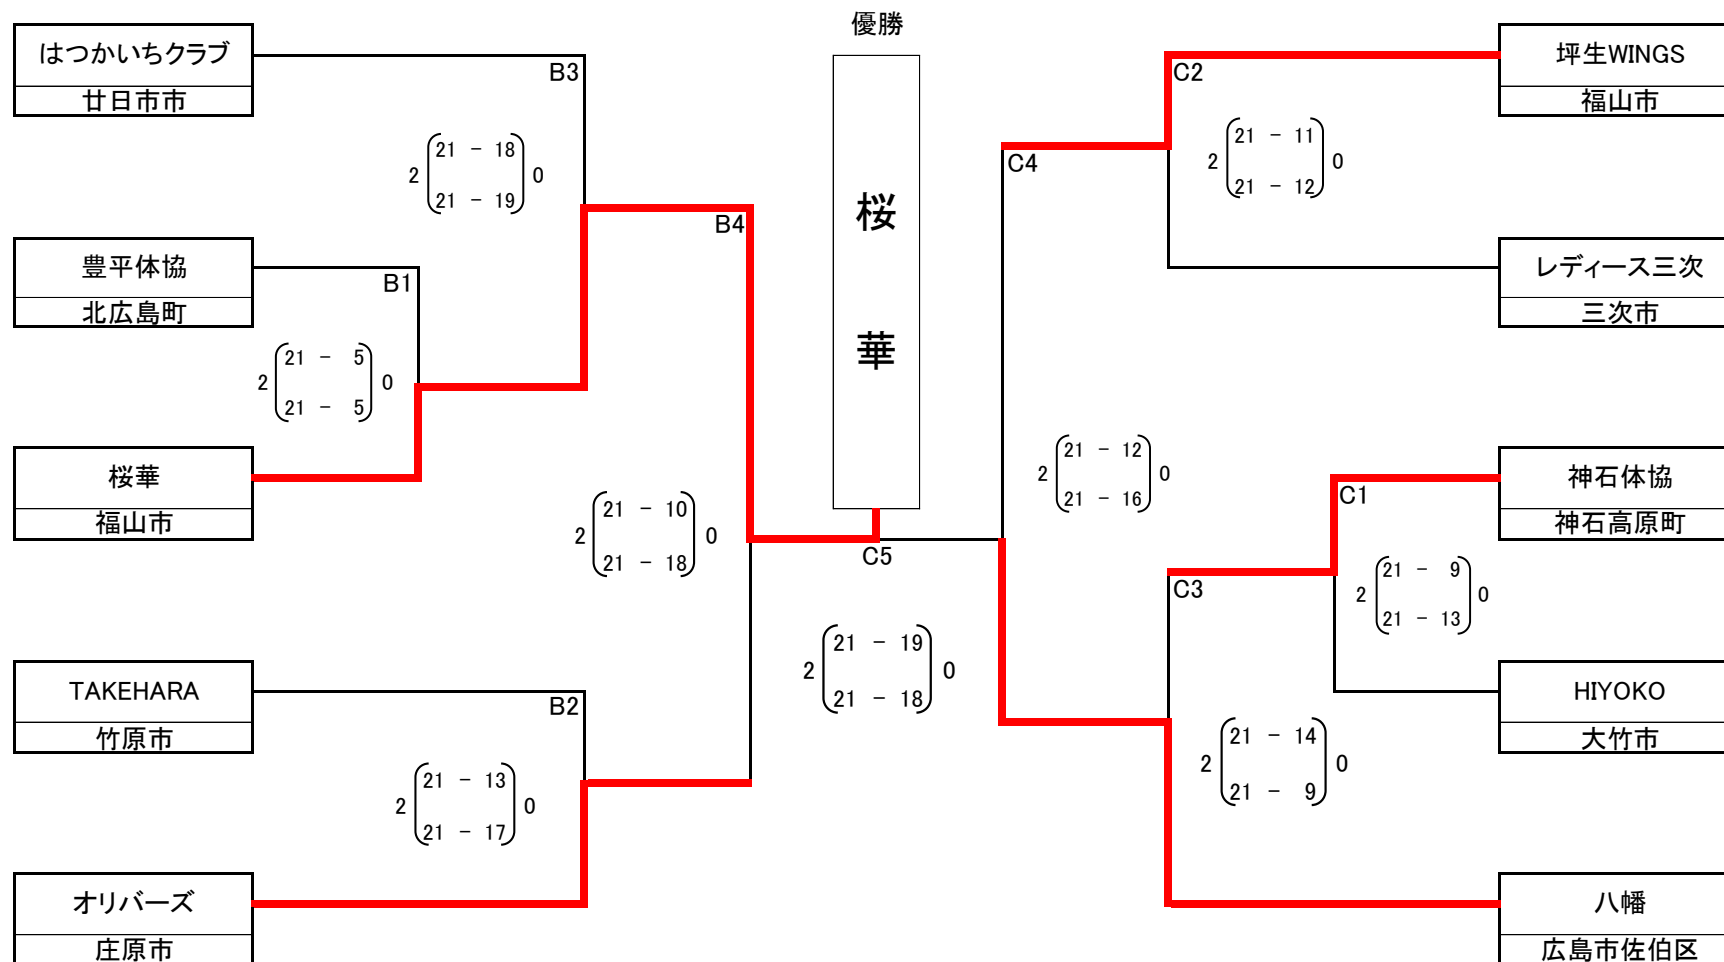 優勝
桜
華
はつかいちクラブ
廿日市市
B3
2 21 - 18 0
21 - 19
豊平体協
北広島町
B1
2 21 - 5 0
21 - 5
桜華
福山市
B4
2 21 - 10 0
21 - 18
TAKEHARA
竹原市
B2
2 21 - 13 0
21 - 17
オリバーズ
庄原市
C5
2 21 - 19 0
21 - 18
坪生WINGS
福山市
C2
2 21 - 11 0
21 - 12
レディース三次
三次市
C4
2 21 - 12 0
21 - 16
神石体協
神石高原町
C1
2 21 - 9 0
21 - 13
HIYOKO
大竹市
C3
2 21 - 14 0
21 - 9
八幡
広島市佐伯区